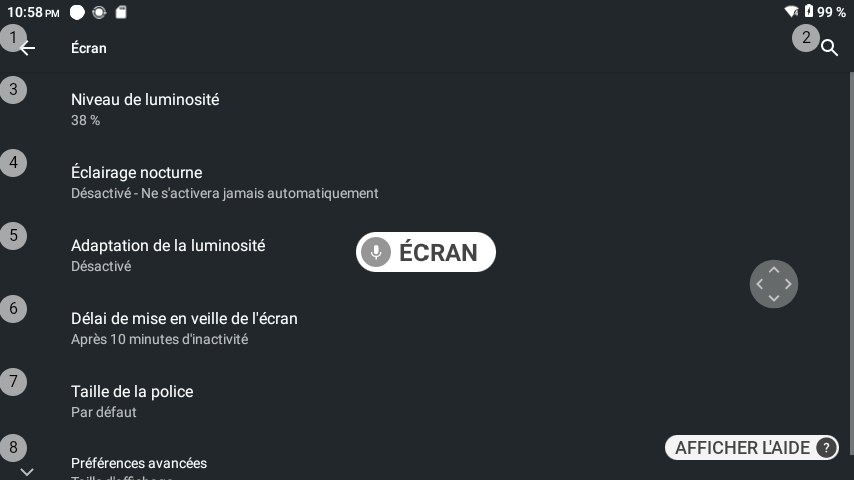 10:58 PM 99 %
1 Écran 2
3 Niveau de luminosité
38 %
4 Éclairage nocturne
Désactivé - Ne s'activera jamais automatiquement
5 Adaptation de la luminosité
Désactivé
ÉCRAN
6 Délai de mise en veille de l'écran
Après 10 minutes d'inactivité
7 Taille de la police
Par défaut
8 Préférences avancées
Taille d'affichage
AFFICHER L'AIDE ?